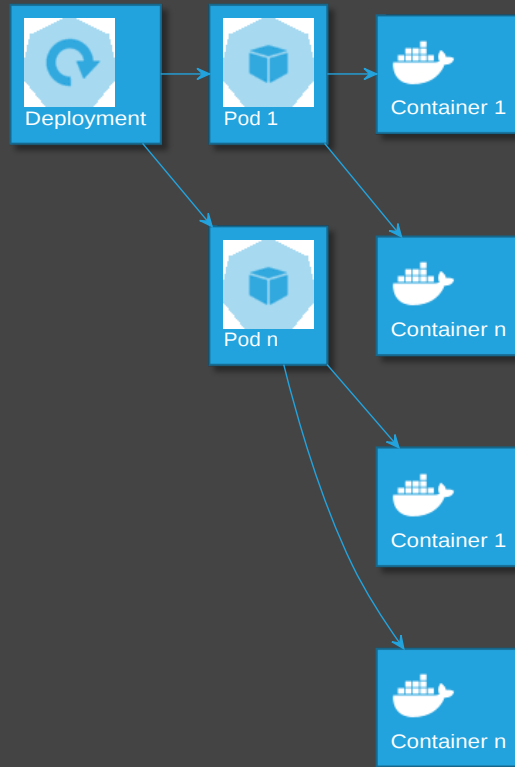 Deployment
Pod 1
Container 1
Container n
Pod n
Container 1
Container n